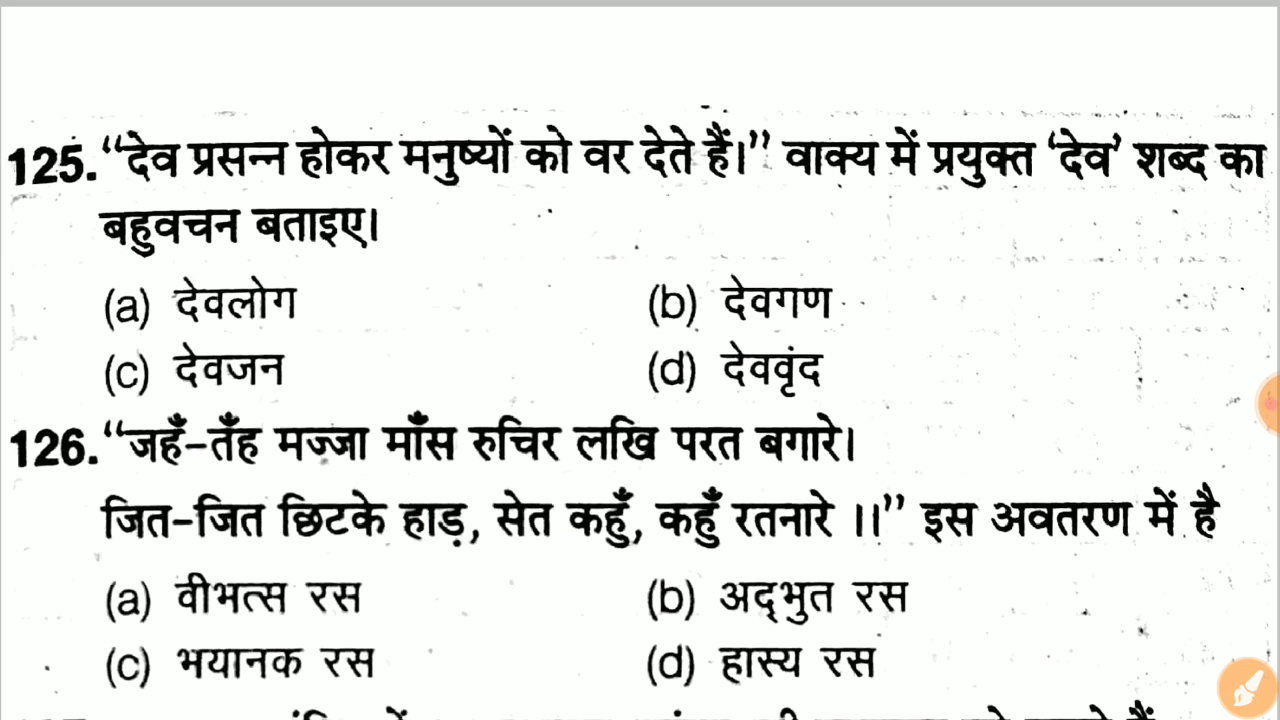 125. “देव प्रसन्न होकर मनुष्यों को वर देते हैं।” वाक्य में प्रयुक्त ‘देव’ शब्द का
बहुवचन बताइए।
(a) देवलोग (b) देवगण
(c) देवजन (d) देववृंद
126. “जहँ-तँह मज्जा माँस रुचिर लखि परत बगारे।
जित-जित छिटके हाड़, सेत कहुँ, कहुँ रतनारे ।।” इस अवतरण में है
(a) वीभत्स रस (b) अद्भुत रस
(c) भयानक रस (d) हास्य रस